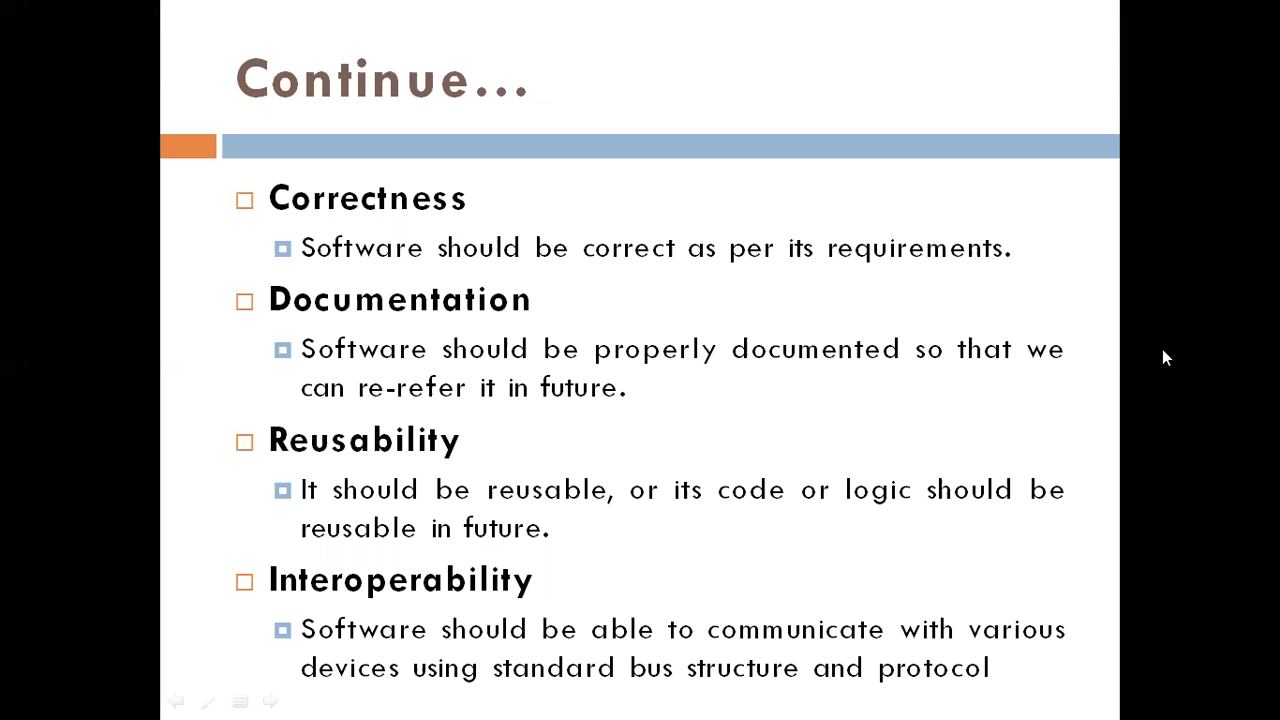 Continue...
Correctness
Software should be correct as per its requirements.
Documentation
Software should be properly documented so that we
can re-refer it in future.
Reusability
It should be reusable, or its code or logic should be
reusable in future.
Interoperability
Software should be able to communicate with various
devices using standard bus structure and protocol